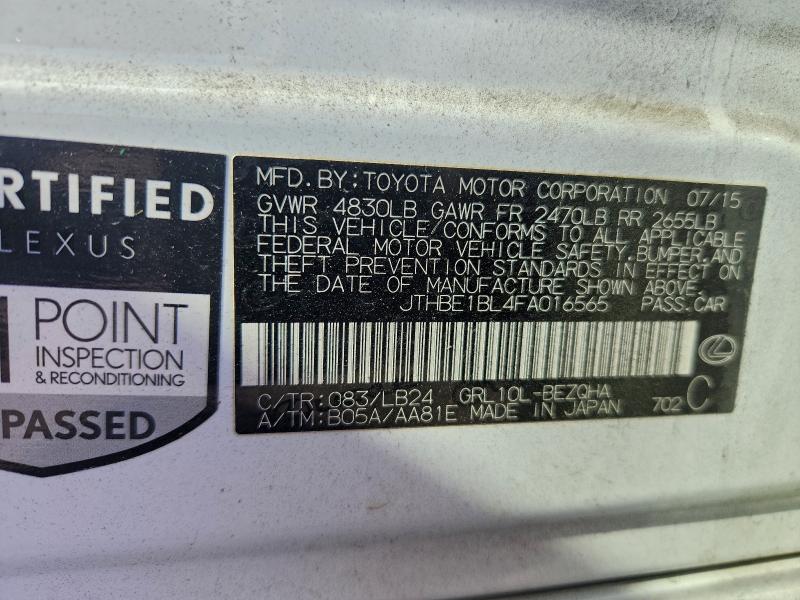 RTIFIED
LEXUS
POINT
INSPECTION
& RECONDITIONING
PASSED
MFD. BY: TOYOTA MOTOR CORPORATION 07/15
GVWR 4830LB GAWR FR 2470LB RR 2655LB
THIS VEHICLE/CONFORMS TO ALL APPLICABLE
FEDERAL MOTOR VEHICLE SAFETY, BUMPER, AND
THEFT PREVENTION STANDARDS IN EFFECT ON
THE DATE OF MANUFACTURE SHOWN ABOVE.
JTHBE1BL4FA016565 PASS. CAR
C/TR: 083/LB24 GRL10L-BEZQHA
A/TM: B05A/AA81E MADE IN JAPAN 702 C